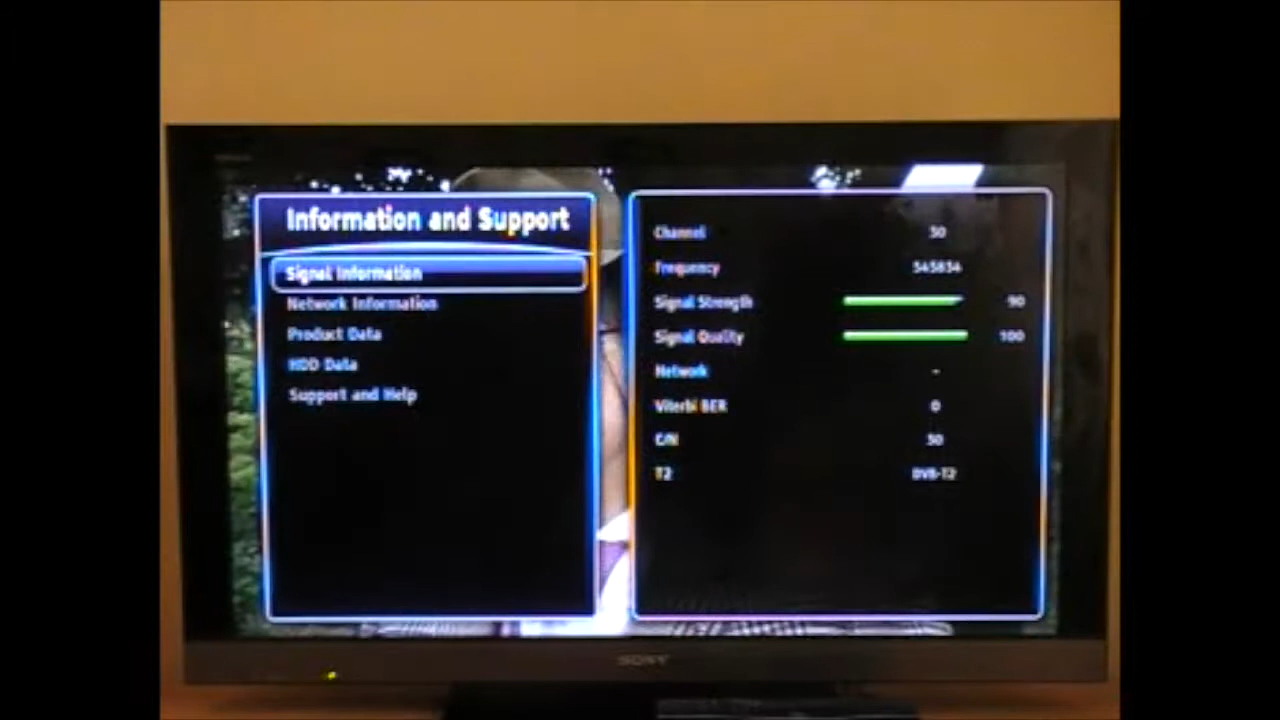 Information and Support
Signal Information
Network Information
Product Data
HDD Data
Support and Help
Channel 30
Frequency 545834
Signal Strength 90
Signal Quality 100
Network -
Viterbi BER 0
C/N 30
T2 DVB-T2
SONY